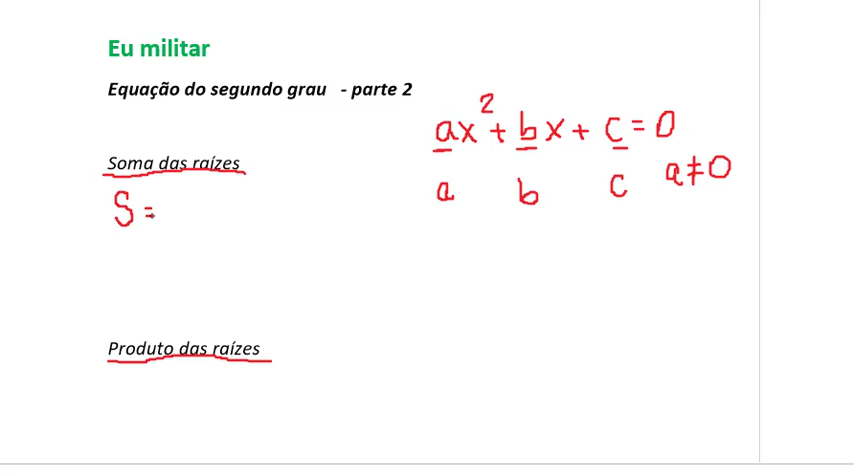 Eu militar
Equação do segundo grau - parte 2
ax² + bx + c = 0
Soma das raízes
a b c a ≠ 0
S =
Produto das raízes